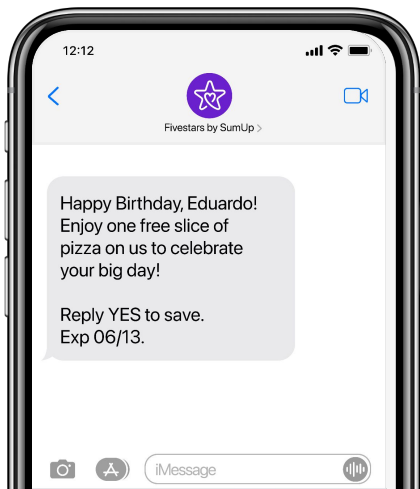 12:12
Fivestars by SumUp >
Happy Birthday, Eduardo!
Enjoy one free slice of
pizza on us to celebrate
your big day!
Reply YES to save.
Exp 06/13.
iMessage